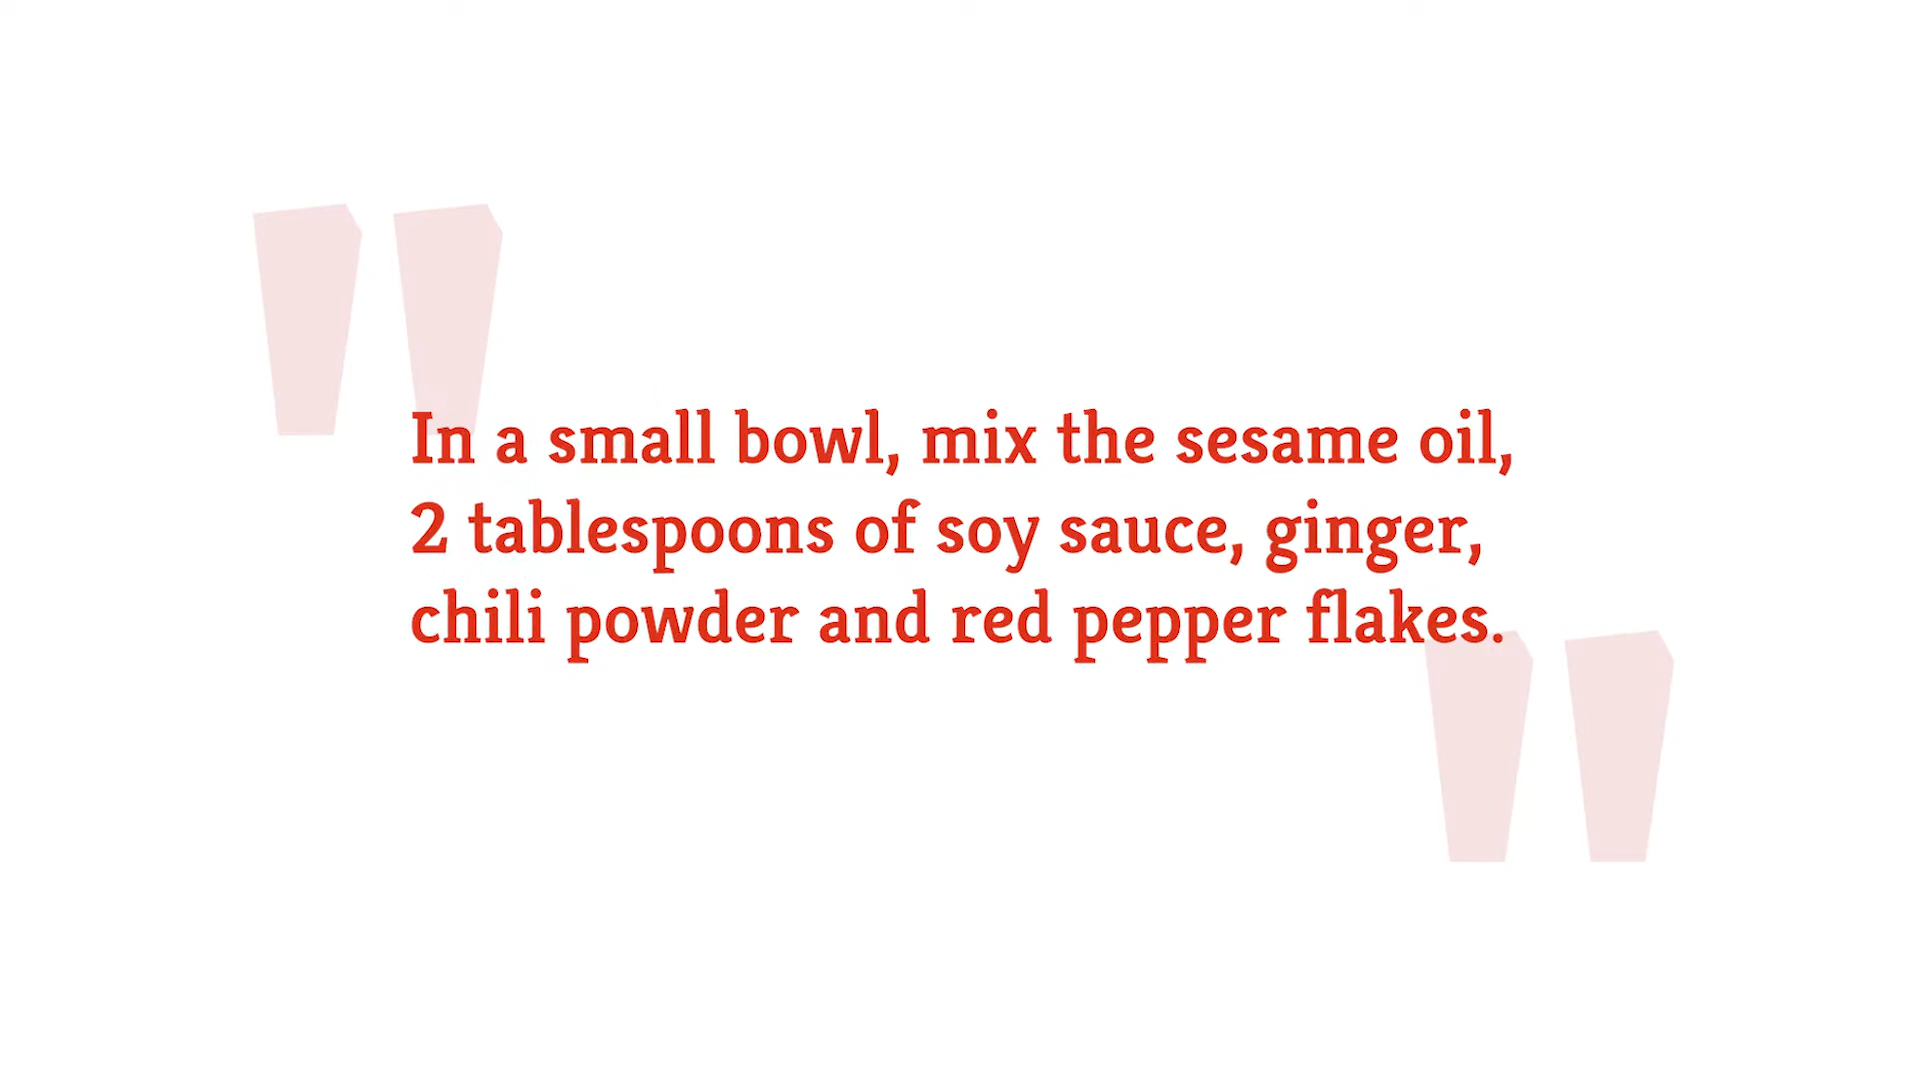 In a small bowl, mix the sesame oil,
2 tablespoons of soy sauce, ginger,
chili powder and red pepper flakes.